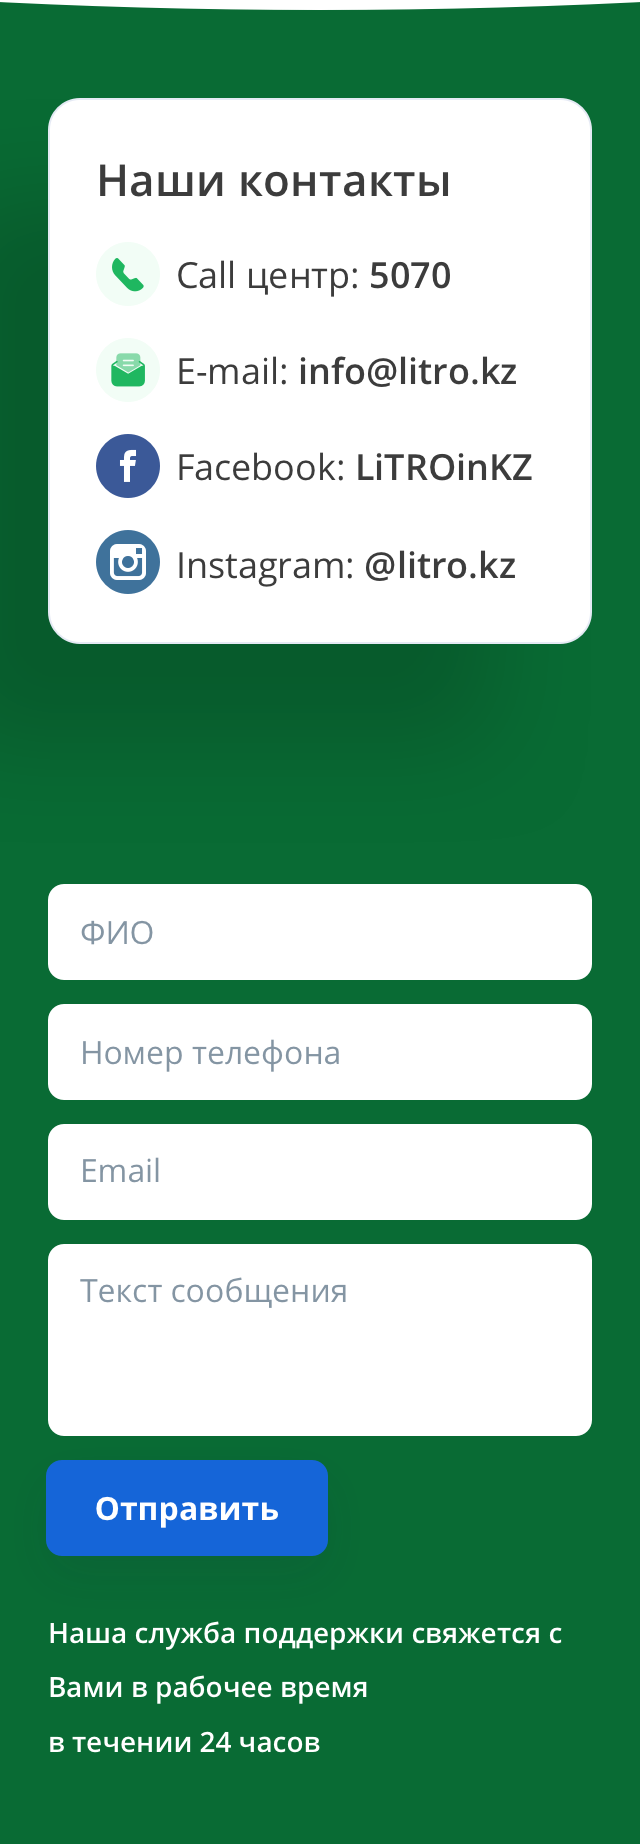 Наши контакты
Call центр: 5070
E-mail: info@litro.kz
Facebook: LiTROinKZ
Instagram: @litro.kz
ФИО
Номер телефона
Email
Текст сообщения
Отправить
Наша служба поддержки свяжется с
Вами в рабочее время
в течении 24 часов